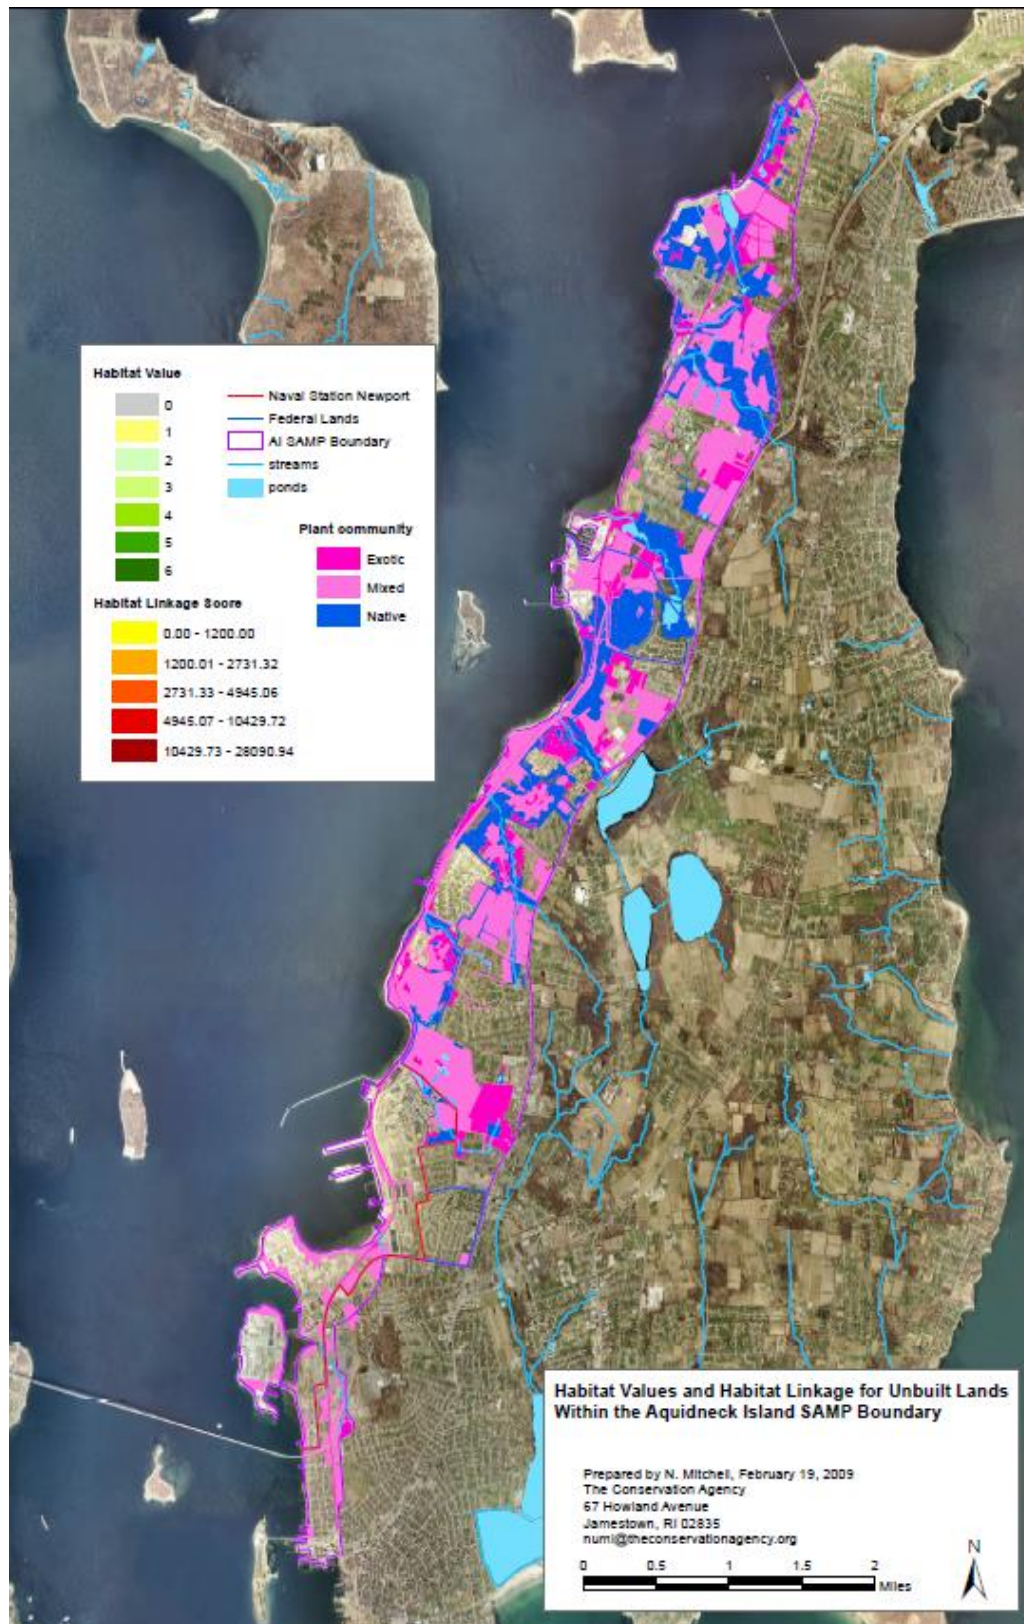 Habitat Value
0
1
2
3
4
5
6
Naval Station Newport
Federal Lands
AI SAMP Boundary
streams
ponds
Plant community
Exotic
Mixed
Native
Habitat Linkage Score
0.00 - 1200.00
1200.01 - 2731.32
2731.33 - 4945.06
4945.07 - 10429.72
10429.73 - 28090.94
Habitat Values and Habitat Linkage for Unbuilt Lands
Within the Aquidneck Island SAMP Boundary
Prepared by N. Mitchell, February 19, 2009
The Conservation Agency
67 Howland Avenue
Jamestown, RI 02835
numi@theconservationagency.org
N
0 0.5 1 1.5 2
Miles